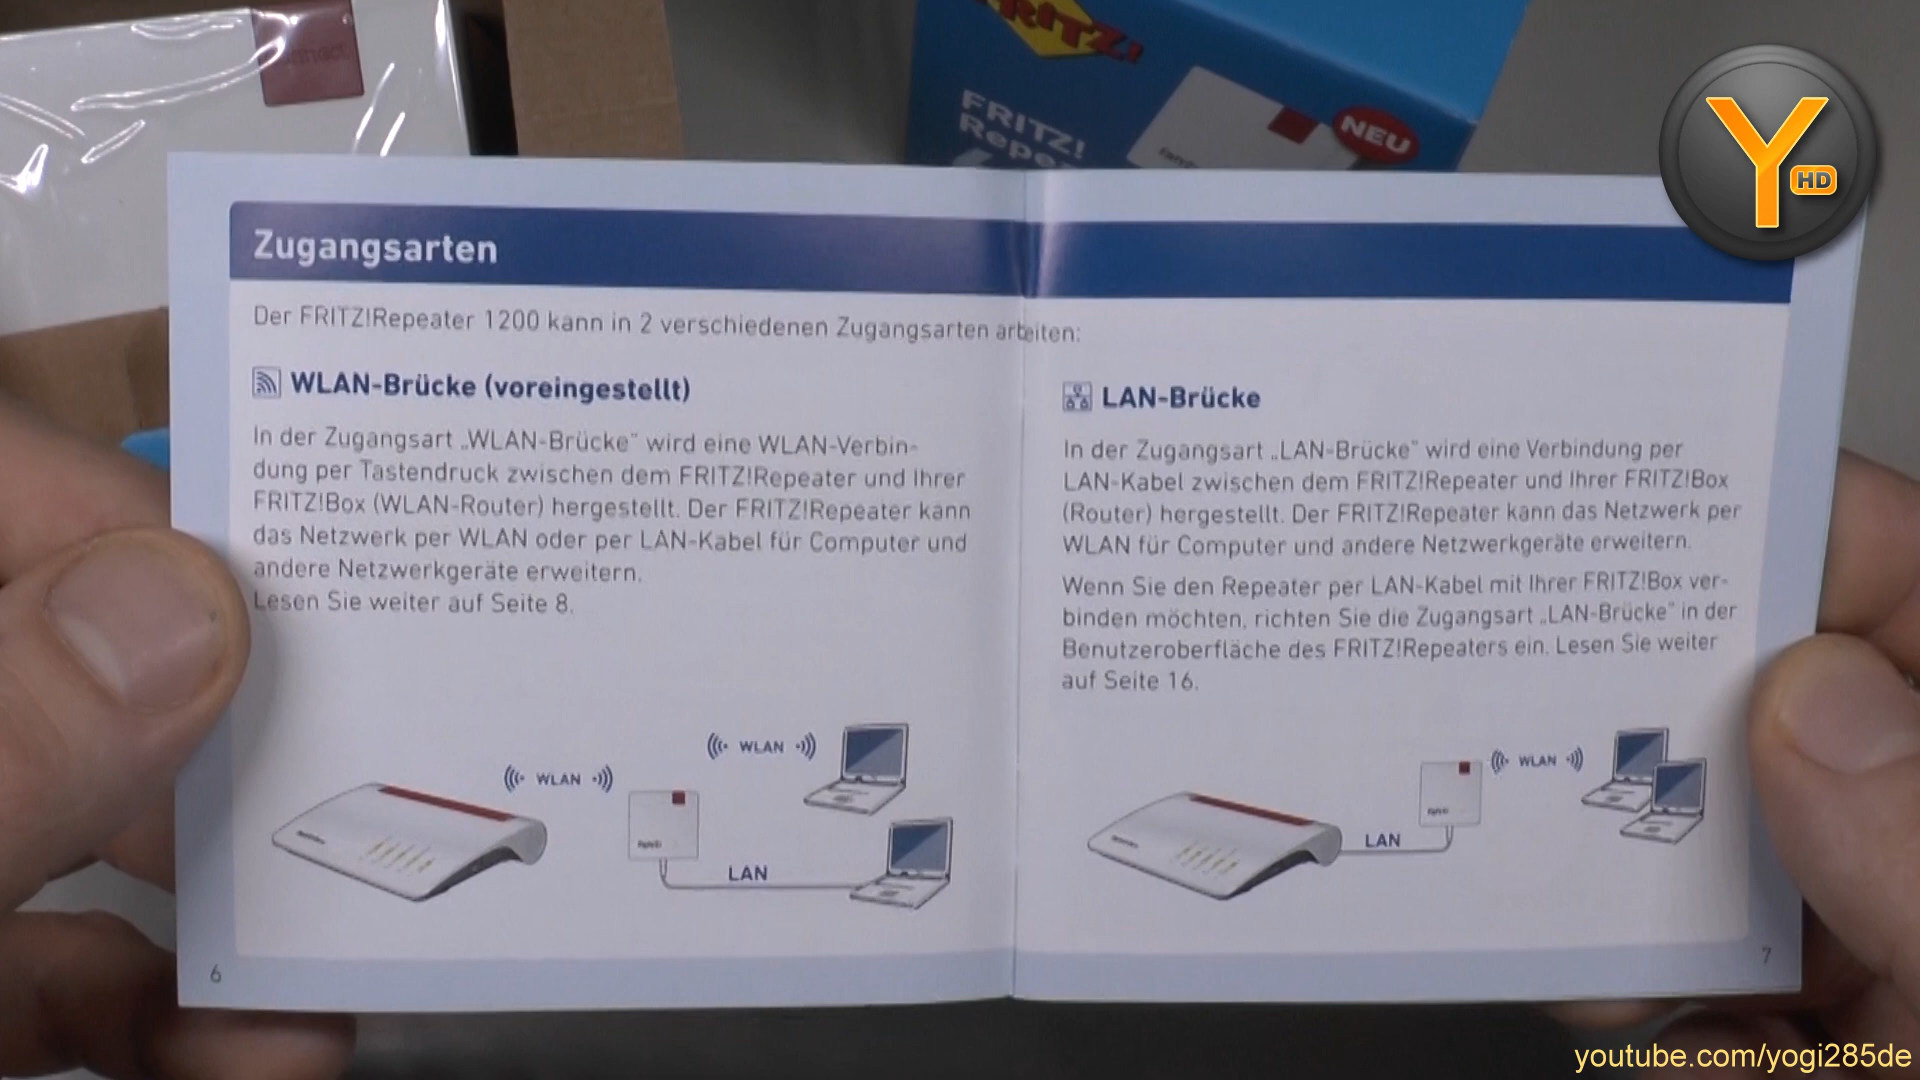 FRITZ!
FRITZ!
NEU
Y
HD
Zugangsarten
Der FRITZ!Repeater 1200 kann in 2 verschiedenen Zugangsarten arbeiten:
WLAN-Brücke (voreingestellt)
In der Zugangsart „WLAN-Brücke" wird eine WLAN-Verbin-
dung per Tastendruck zwischen dem FRITZ!Repeater und Ihrer
FRITZ!Box (WLAN-Router) hergestellt. Der FRITZ!Repeater kann
das Netzwerk per WLAN oder per LAN-Kabel für Computer und
andere Netzwerkgeräte erweitern.
Lesen Sie weiter auf Seite 8.
WLAN
WLAN
LAN
6
LAN-Brücke
In der Zugangsart „LAN-Brücke" wird eine Verbindung per
LAN-Kabel zwischen dem FRITZ!Repeater und Ihrer FRITZ!Box
(Router) hergestellt. Der FRITZ!Repeater kann das Netzwerk per
WLAN für Computer und andere Netzwerkgeräte erweitern.
Wenn Sie den Repeater per LAN-Kabel mit Ihrer FRITZ!Box ver-
binden möchten, richten Sie die Zugangsart „LAN-Brücke" in der
Benutzeroberfläche des FRITZ!Repeaters ein. Lesen Sie weiter
auf Seite 16.
WLAN
LAN
7
youtube.com/yogi285de